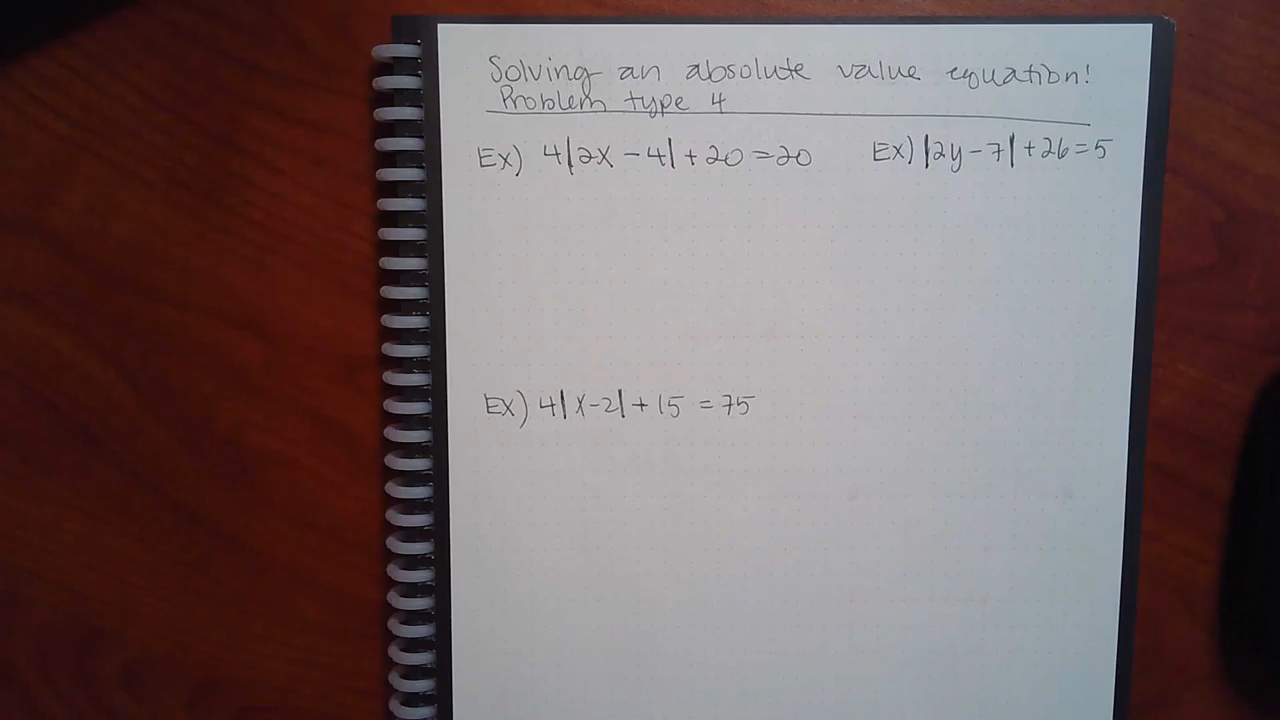 Solving an absolute value equation!
Problem type 4
Ex) 4|2x - 4| + 20 = 20
Ex) |2y - 7| + 26 = 5
Ex) 4|x - 2| + 15 = 75